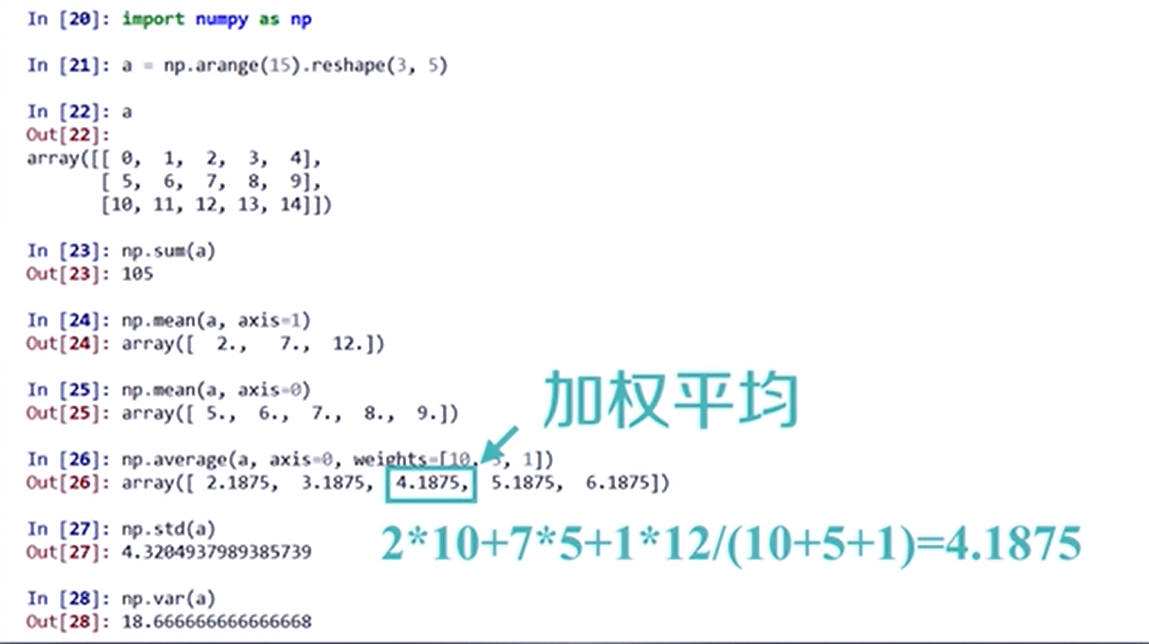 In [20]: import numpy as np
In [21]: a = np.arange(15).reshape(3, 5)
In [22]: a
Out[22]:
array([[ 0,  1,  2,  3,  4],
       [ 5,  6,  7,  8,  9],
       [10, 11, 12, 13, 14]])
In [23]: np.sum(a)
Out[23]: 105
In [24]: np.mean(a, axis=1)
Out[24]: array([  2.,   7.,  12.])
In [25]: np.mean(a, axis=0)
Out[25]: array([ 5.,  6.,  7.,  8.,  9.])
加权平均
In [26]: np.average(a, axis=0, weights=[10, 5, 1])
Out[26]: array([ 2.1875,  3.1875,  4.1875,  5.1875,  6.1875])
In [27]: np.std(a)
Out[27]: 4.3204937989385739
2*10+7*5+1*12/(10+5+1)=4.1875
In [28]: np.var(a)
Out[28]: 18.666666666666668